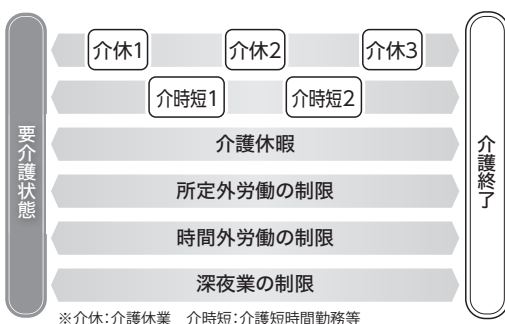 要介護状態
介休1
介休2
介休3
介時短1
介時短2
介護休暇
所定外労働の制限
時間外労働の制限
深夜業の制限
介護終了
※介休:介護休業　介時短:介護短時間勤務等